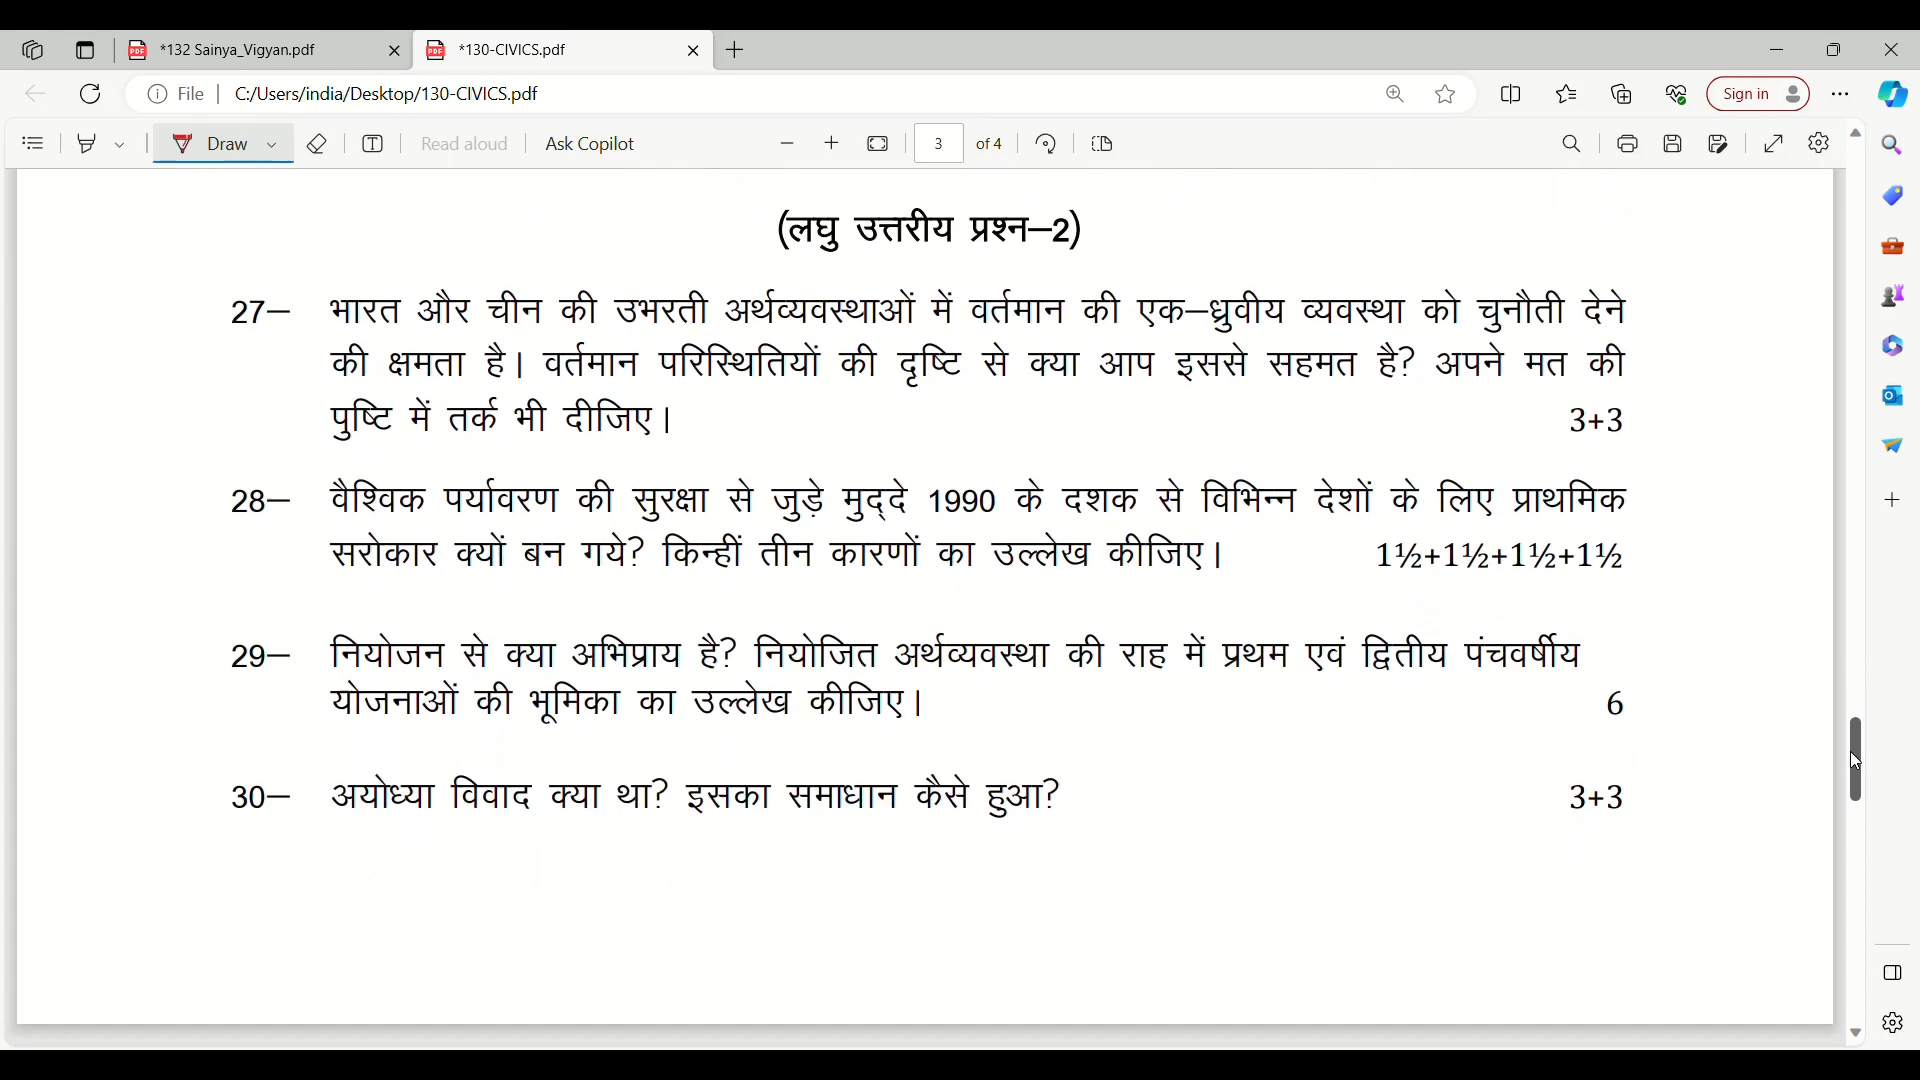 *132 Sainya_Vigyan.pdf
*130-CIVICS.pdf
File
C:/Users/india/Desktop/130-CIVICS.pdf
Sign in
Draw
Read aloud
Ask Copilot
3
of 4
(लघु उत्तरीय प्रश्न–2)
27– भारत और चीन की उभरती अर्थव्यवस्थाओं में वर्तमान की एक–ध्रुवीय व्यवस्था को चुनौती देने
की क्षमता है। वर्तमान परिस्थितियों की दृष्टि से क्या आप इससे सहमत है? अपने मत की
पुष्टि में तर्क भी दीजिए। 3+3
28– वैश्विक पर्यावरण की सुरक्षा से जुड़े मुद्दे 1990 के दशक से विभिन्न देशों के लिए प्राथमिक
सरोकार क्यों बन गये? किन्हीं तीन कारणों का उल्लेख कीजिए। 1½+1½+1½+1½
29– नियोजन से क्या अभिप्राय है? नियोजित अर्थव्यवस्था की राह में प्रथम एवं द्वितीय पंचवर्षीय
योजनाओं की भूमिका का उल्लेख कीजिए। 6
30– अयोध्या विवाद क्या था? इसका समाधान कैसे हुआ? 3+3